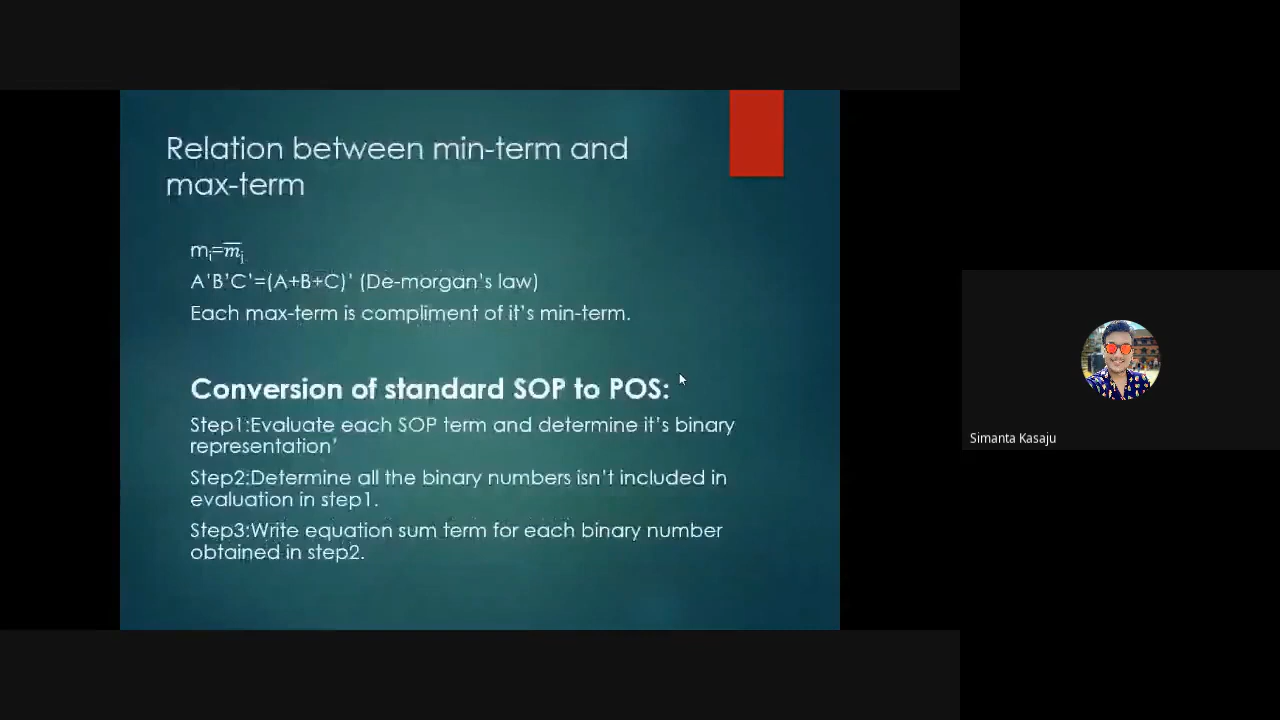 Relation between min-term and
max-term
mᵢ=m̅ᵢ
A'B'C'=(A+B+C)' (De-morgan's law)
Each max-term is compliment of it's min-term.
Conversion of standard SOP to POS:
Step1:Evaluate each SOP term and determine it's binary
representation'
Step2:Determine all the binary numbers isn't included in
evaluation in step1.
Step3:Write equation sum term for each binary number
obtained in step2.
Simanta Kasaju